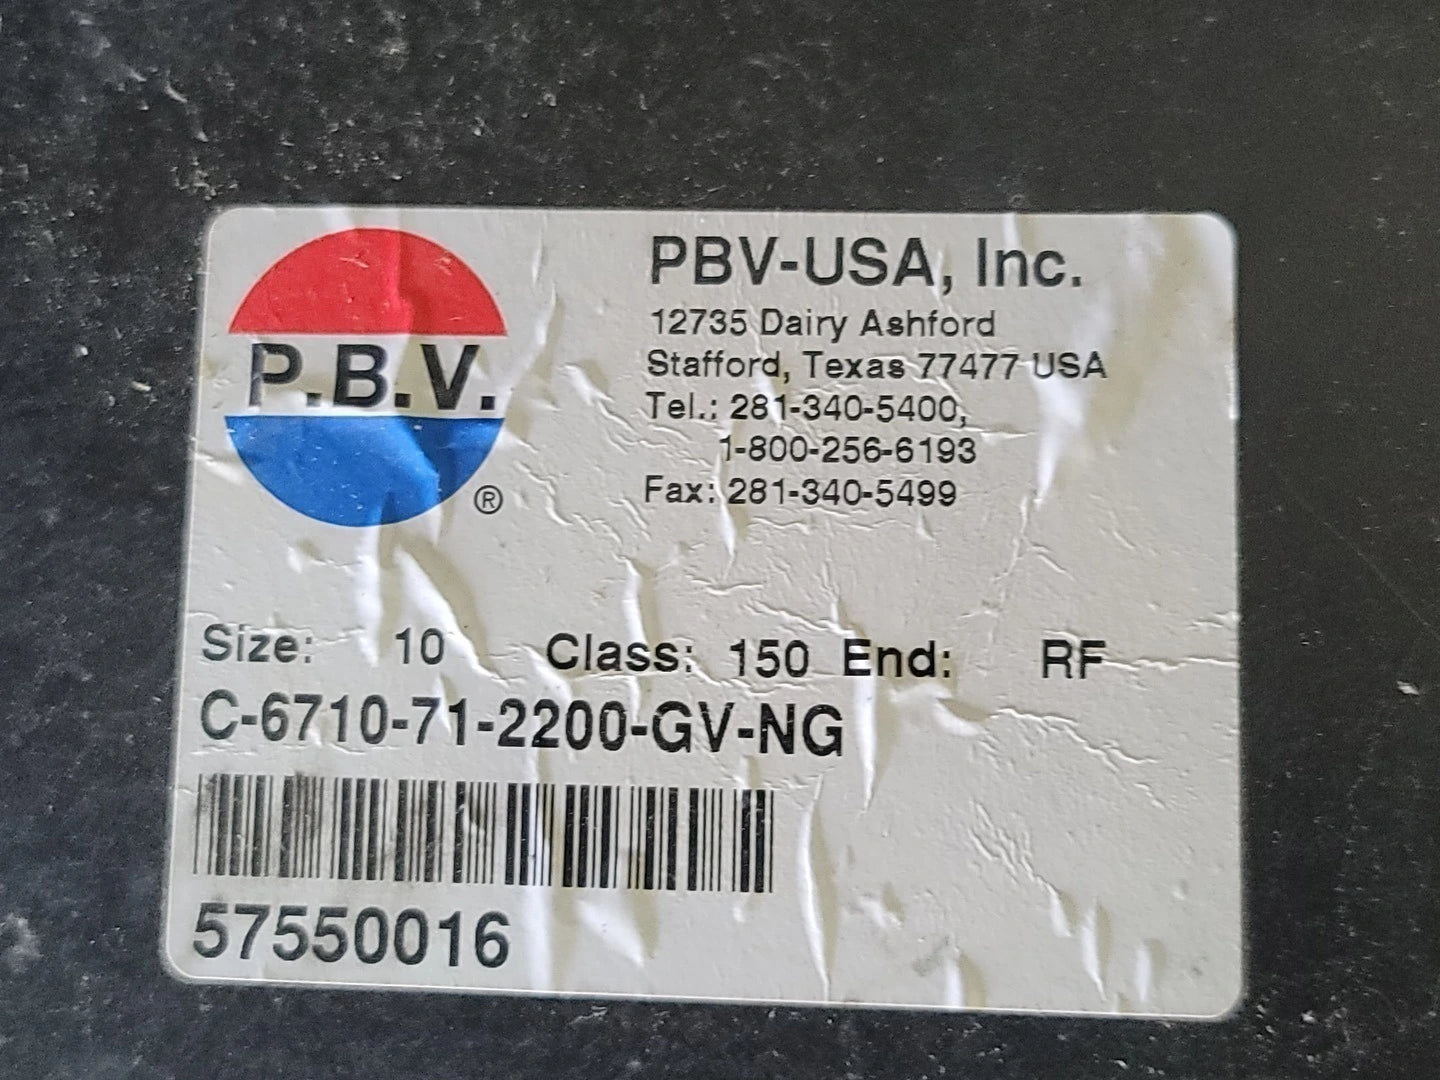 P.B.V.
®
PBV-USA, Inc.
12735 Dairy Ashford
Stafford, Texas 77477 USA
Tel.: 281-340-5400,
1-800-256-6193
Fax: 281-340-5499
Size: 10 Class: 150 End: RF
C-6710-71-2200-GV-NG
57550016